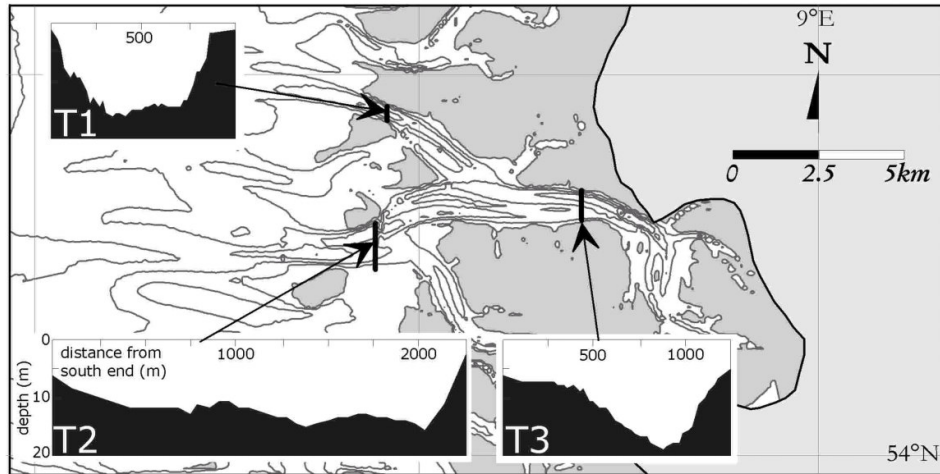 500
T1
9°E
N
0 2.5 5km
0
distance from
south end (m)
1000
2000
depth (m)
10
20
T2
500
1000
T3
54°N